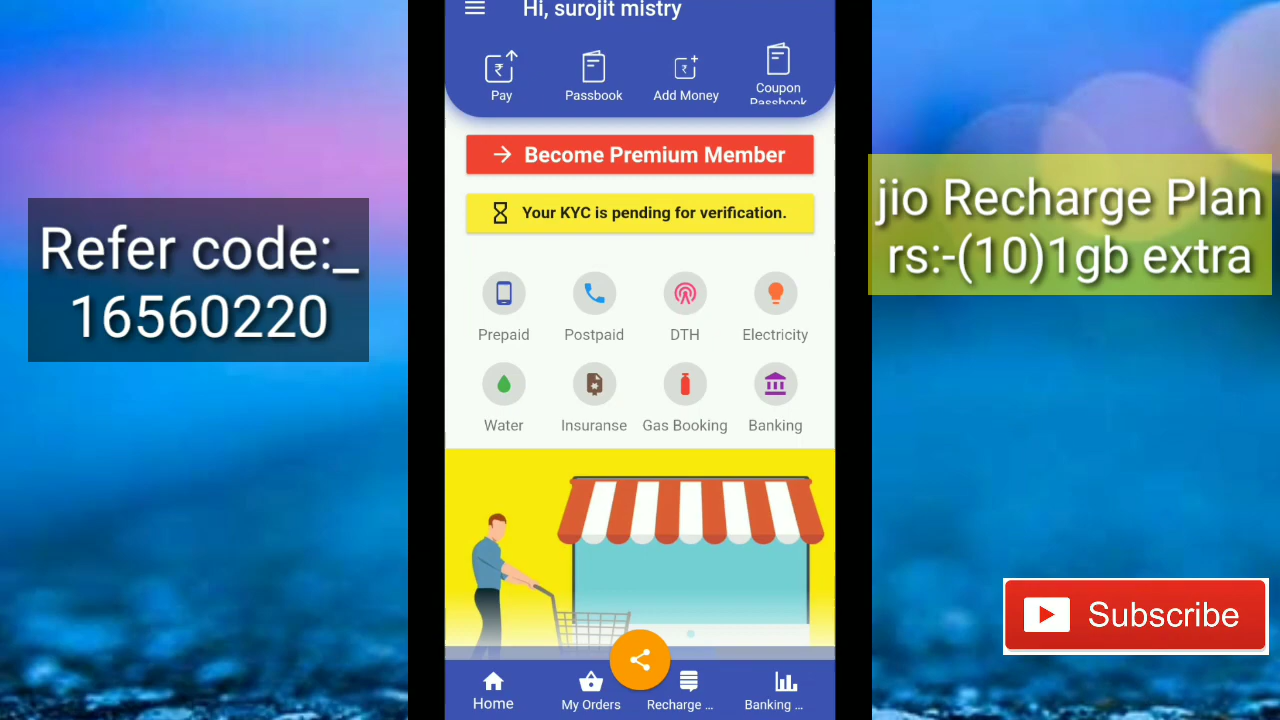 Refer code:_
16560220
Hi, surojit mistry
Pay
Passbook
Add Money
Coupon
Passbook
Become Premium Member
Your KYC is pending for verification.
Prepaid
Postpaid
DTH
Electricity
Water
Insuranse
Gas Booking
Banking
Home
My Orders
Recharge ...
Banking ...
jio Recharge Plan
rs:-(10)1gb extra
Subscribe